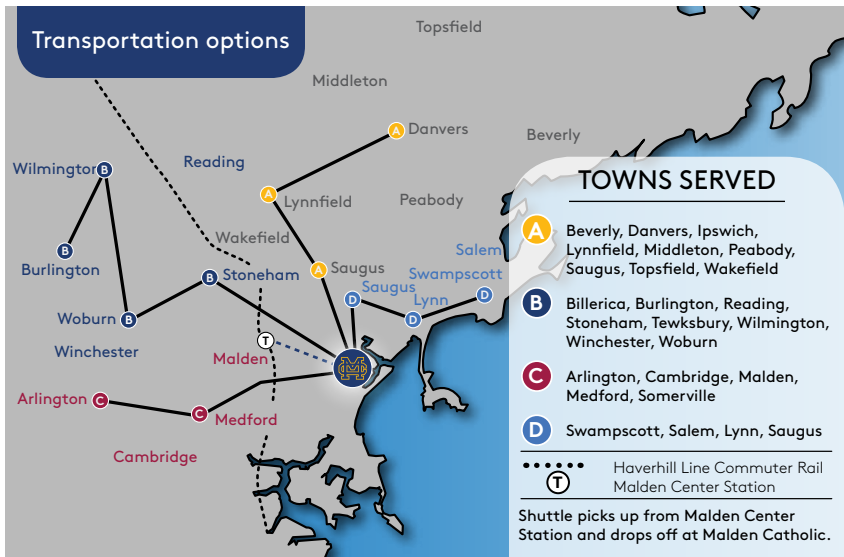 Transportation options
Topsfield
Middleton
Danvers
Beverly
Wilmington
B
A
Reading
A
Lynnfield
Peabody
Wakefield
B
Burlington
Salem
B
Stoneham
A
Saugus
Swampscott
Saugus
D
D
Lynn
D
Woburn
B
Winchester
T
Malden
MC
Arlington
C
C
Medford
Cambridge
TOWNS SERVED
A
Beverly, Danvers, Ipswich,
Lynnfield, Middleton, Peabody,
Saugus, Topsfield, Wakefield
B
Billerica, Burlington, Reading,
Stoneham, Tewksbury, Wilmington,
Winchester, Woburn
C
Arlington, Cambridge, Malden,
Medford, Somerville
D
Swampscott, Salem, Lynn, Saugus
Haverhill Line Commuter Rail
T
Malden Center Station
Shuttle picks up from Malden Center
Station and drops off at Malden Catholic.